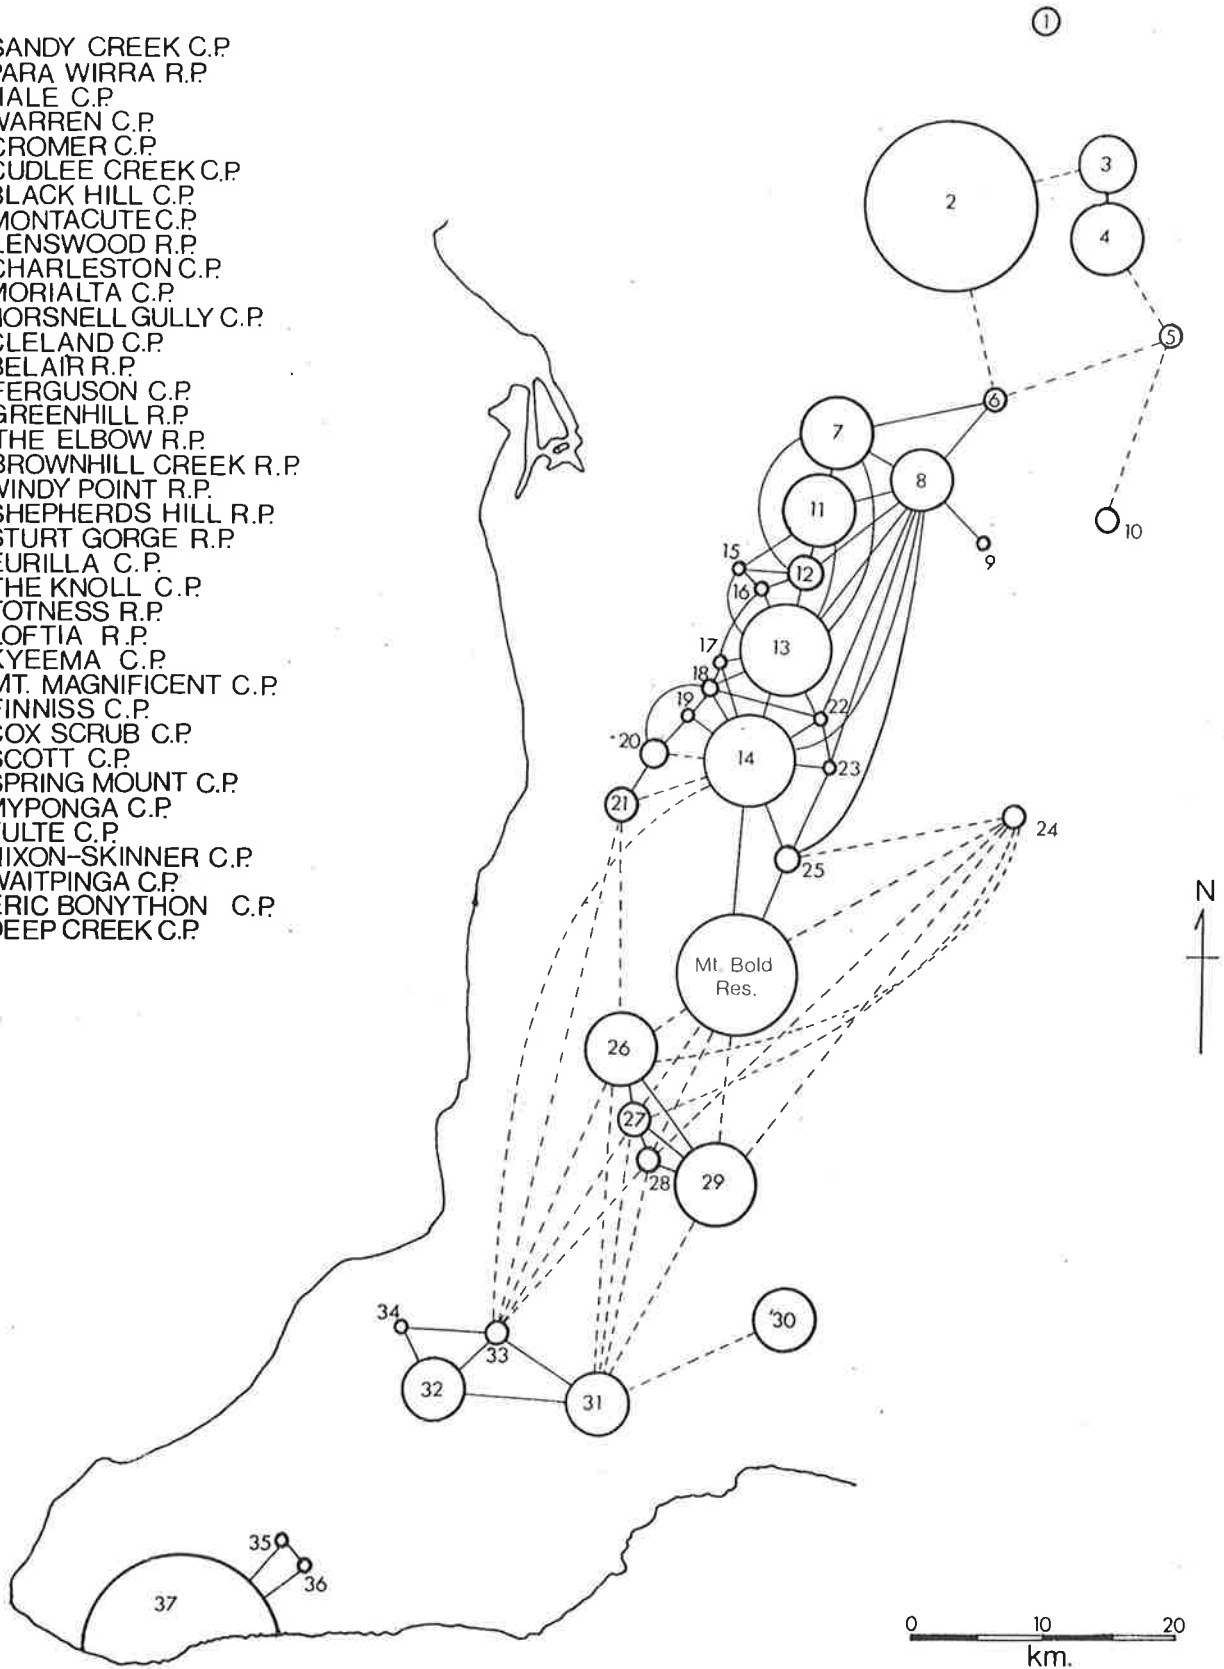 SANDY CREEK C.P.
PARA WIRRA R.P.
HALE C.P.
WARREN C.P.
CROMER C.P.
CUDLEE CREEK C.P.
BLACK HILL C.P.
MONTACUTE C.P.
LENSWOOD R.P.
CHARLESTON C.P.
MORIALTA C.P.
HORSNELL GULLY C.P.
CLELAND C.P.
BELAIR R.P.
FERGUSON C.P.
GREENHILL R.P.
THE ELBOW R.P.
BROWNHILL CREEK R.P.
WINDY POINT R.P.
SHEPHERDS HILL R.P.
STURT GORGE R.P.
EURILLA C.P.
THE KNOLL C.P.
TOTNESS R.P.
LOFTIA R.P.
KYEEMA C.P.
MT. MAGNIFICENT C.P.
FINNISS C.P.
COX SCRUB C.P.
SCOTT C.P.
SPRING MOUNT C.P.
MYPONGA C.P.
YULTE C.P.
NIXON-SKINNER C.P.
WAITPINGA C.P.
ERIC BONYTHON C.P.
DEEP CREEK C.P.
1
2
3
4
5
6
7
8
9
10
11
12
13
14
15
16
17
18
19
20
21
22
23
24
25
Mt. Bold
Res.
26
27
28
29
30
31
32
33
34
35
36
37
N
0 10 20
km.